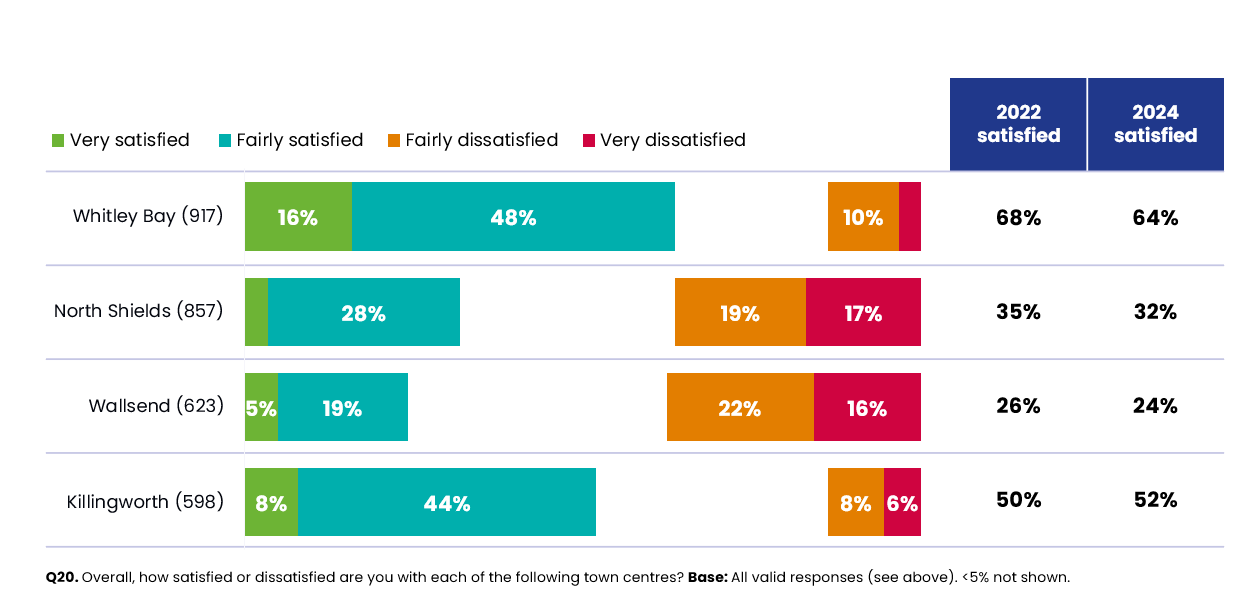 2022 satisfied
2024 satisfied
Very satisfied Fairly satisfied Fairly dissatisfied Very dissatisfied
Whitley Bay (917) 16% 48% 10% 68% 64%
North Shields (857) 28% 19% 17% 35% 32%
Wallsend (623) 5% 19% 22% 16% 26% 24%
Killingworth (598) 8% 44% 8% 6% 50% 52%
Q20. Overall, how satisfied or dissatisfied are you with each of the following town centres? Base: All valid responses (see above). <5% not shown.